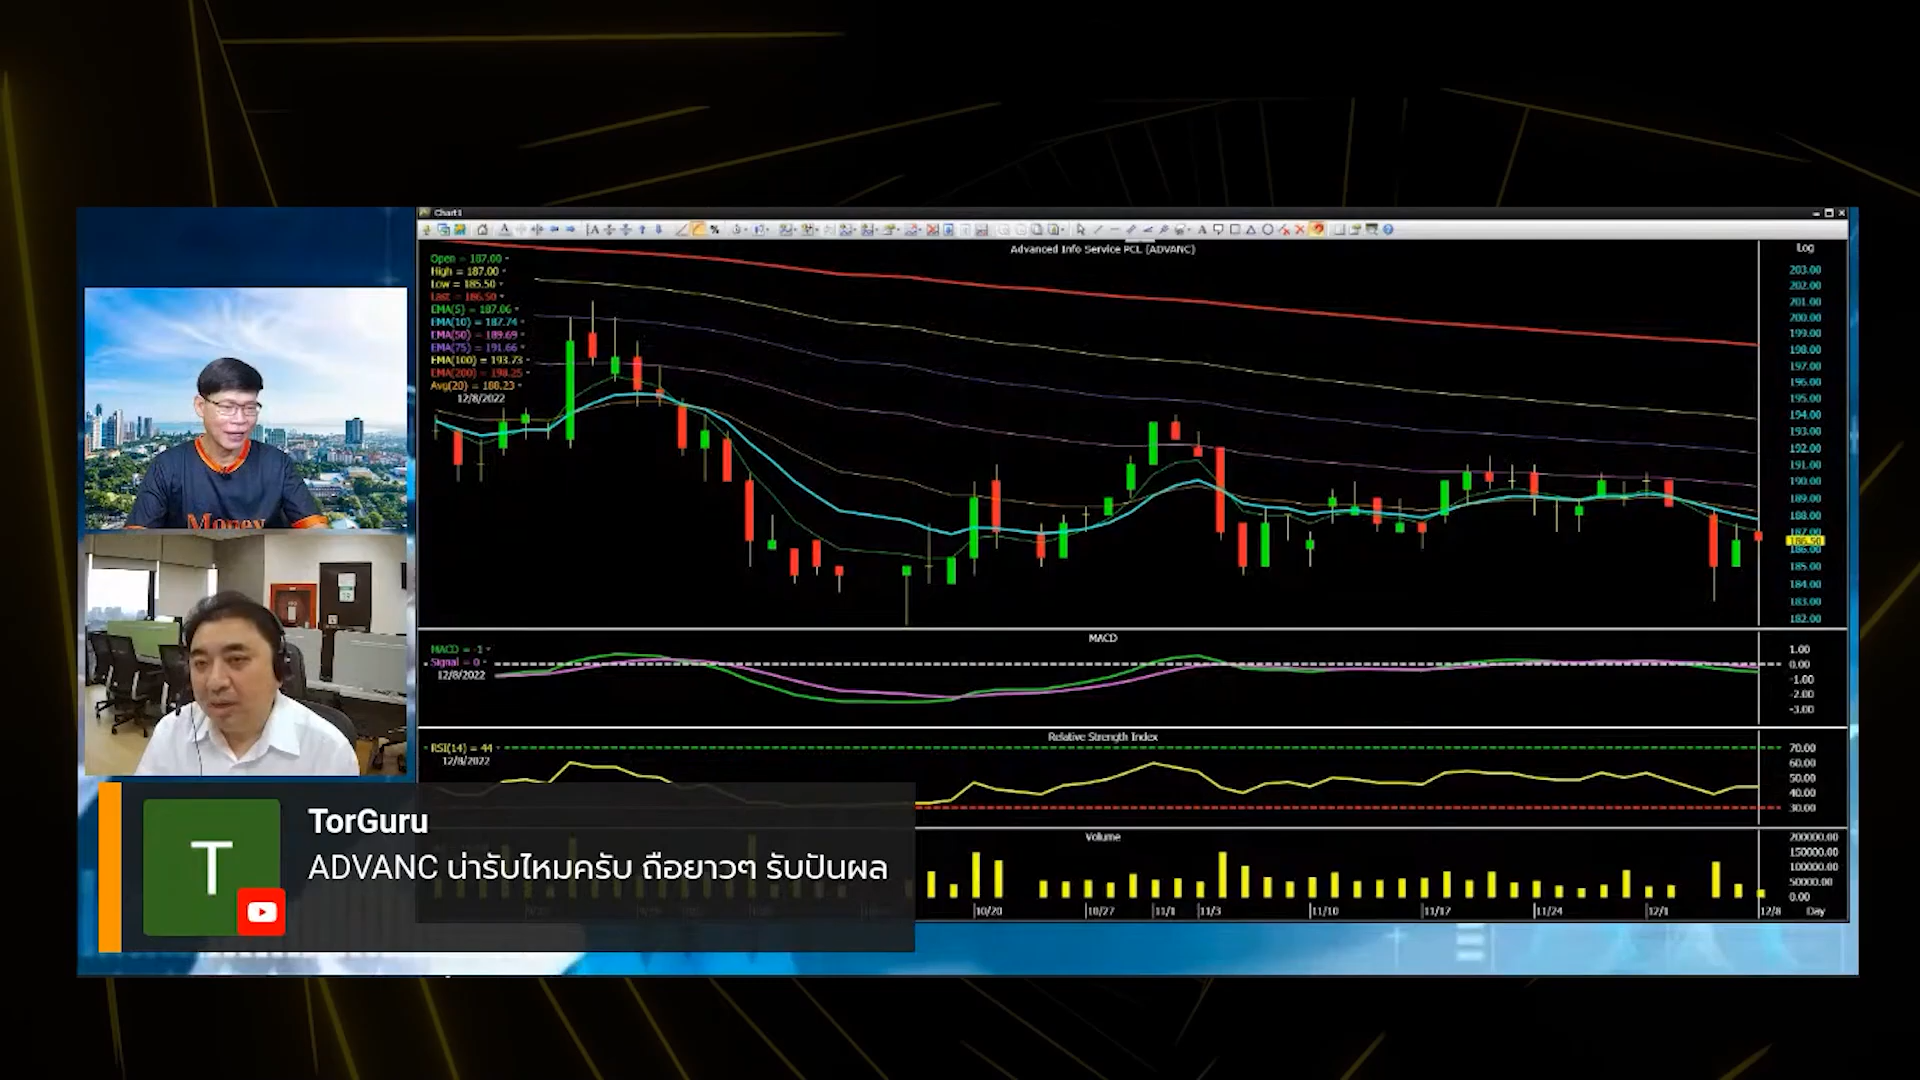 Chart1
Advanced Info Service PCL (ADVANC)
Log
Open = 187.00
High = 187.00
Low = 185.50
Last = 186.50
EMA(5) = 187.06
EMA(10) = 187.74
EMA(50) = 189.69
EMA(75) = 191.66
EMA(100) = 193.73
EMA(200) = 198.25
Avg(20) = 188.23
12/8/2022
203.00
202.00
201.00
200.00
199.00
198.00
197.00
196.00
195.00
194.00
193.00
192.00
191.00
190.00
189.00
188.00
187.00
186.50
186.00
185.00
184.00
183.00
182.00
Money
MACD
MACD = -1
Signal = 0
12/8/2022
1.00
0.00
-1.00
-2.00
-3.00
Relative Strength Index
RSI(14) = 44
12/8/2022
70.00
60.00
50.00
40.00
30.00
Volume
200000.00
150000.00
100000.00
50000.00
0.00
10/20 10/27 11/1 11/3 11/10 11/17 11/24 12/1 12/8 Day
T
TorGuru
ADVANC น่ารับไหมครับ ถือยาวๆ รับปันผล